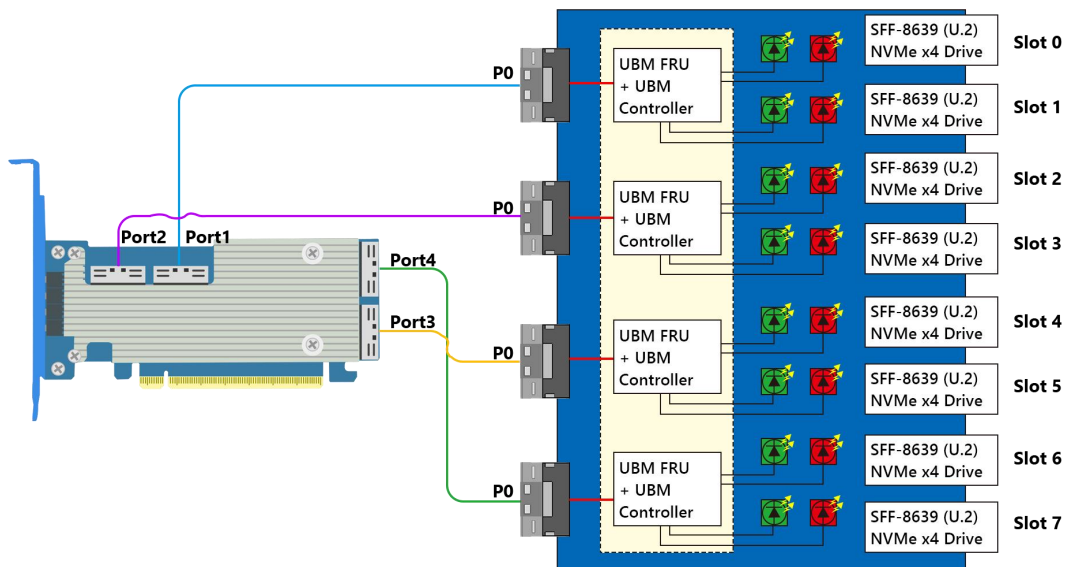 SFF-8639 (U.2)
NVMe x4 Drive
Slot 0
P0
UBM FRU
+ UBM
Controller
SFF-8639 (U.2)
NVMe x4 Drive
Slot 1
SFF-8639 (U.2)
NVMe x4 Drive
Slot 2
P0
UBM FRU
+ UBM
Controller
Port2
Port1
SFF-8639 (U.2)
NVMe x4 Drive
Slot 3
Port4
SFF-8639 (U.2)
NVMe x4 Drive
Slot 4
Port3
P0
UBM FRU
+ UBM
Controller
SFF-8639 (U.2)
NVMe x4 Drive
Slot 5
SFF-8639 (U.2)
NVMe x4 Drive
Slot 6
P0
UBM FRU
+ UBM
Controller
SFF-8639 (U.2)
NVMe x4 Drive
Slot 7